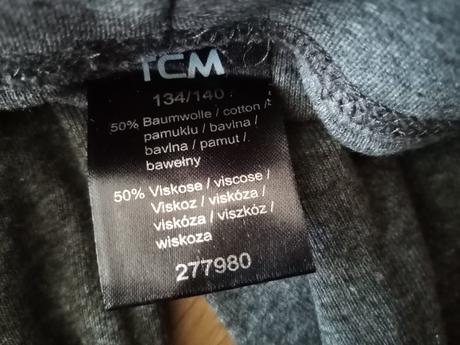 TCM
134/140
50% Baumwolle / cotton /
pamuklu / bavlna /
bavlna / pamut /
bawełny
50% Viskose / viscose /
Viskoz / viskóza /
viskóza / viszkóz /
wiskoza
277980